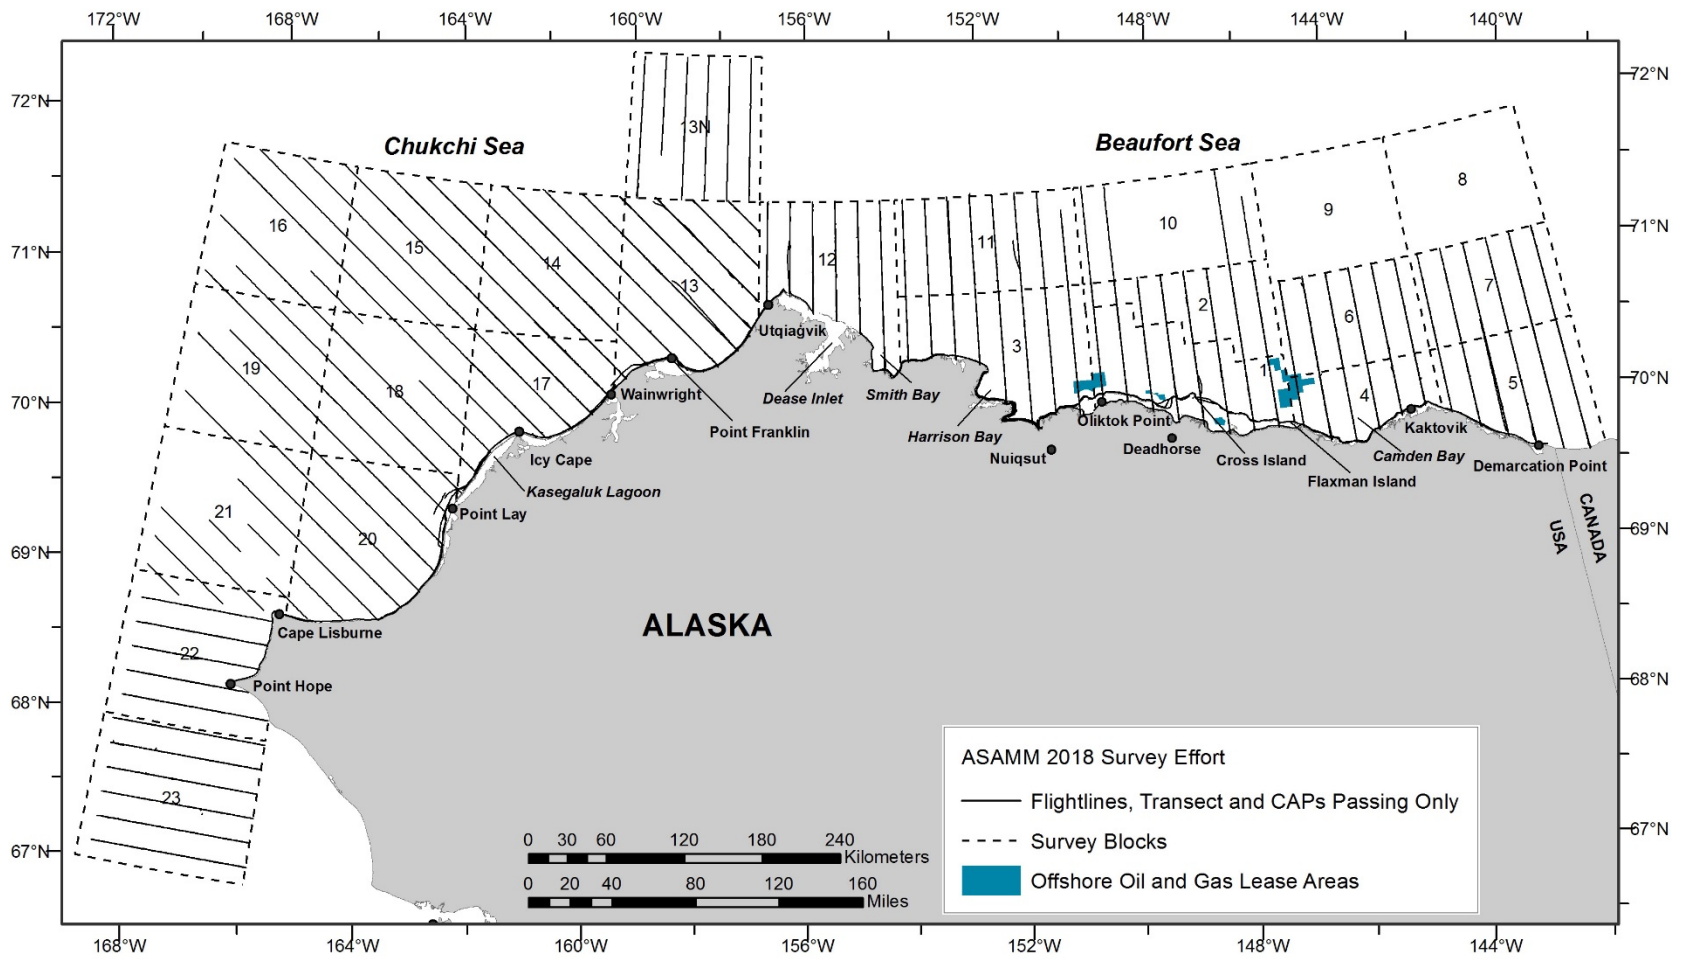 172°W 168°W 164°W 160°W 156°W 152°W 148°W 144°W 140°W
72°N
72°N
13N
Chukchi Sea
Beaufort Sea
8
9
10
16
15
14
11
12
13
71°N
71°N
7
2
6
Utqiaġvik
3
19
18
17
1
4
5
70°N
70°N
Wainwright
Dease Inlet
Smith Bay
Point Franklin
Harrison Bay
Oliktok Point
Kaktovik
Nuiqsut
Deadhorse
Cross Island
Camden Bay
Demarcation Point
Flaxman Island
Icy Cape
Kasegaluk Lagoon
Point Lay
21
20
69°N
69°N
USA
CANADA
ALASKA
Cape Lisburne
22
Point Hope
68°N
68°N
23
67°N
67°N
ASAMM 2018 Survey Effort
Flightlines, Transect and CAPs Passing Only
Survey Blocks
Offshore Oil and Gas Lease Areas
0 30 60 120 180 240
Kilometers
0 20 40 80 120 160
Miles
168°W 164°W 160°W 156°W 152°W 148°W 144°W